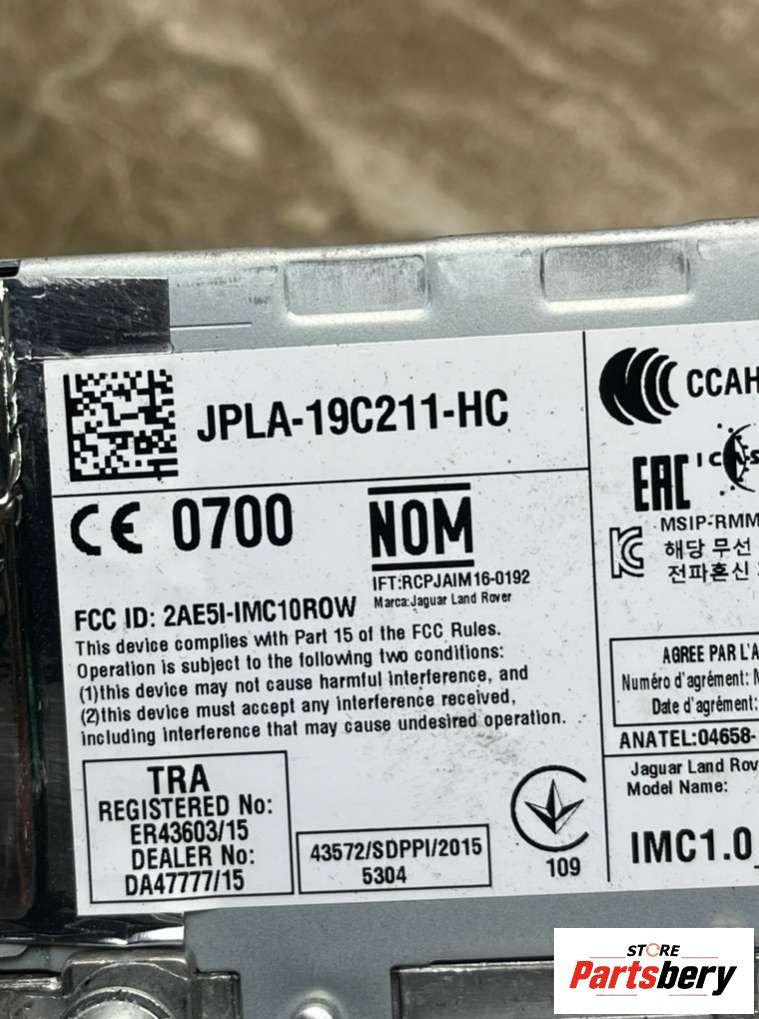 JPLA-19C211-HC
CE 0700
NOM
IFT:RCPJAIM16-0192
Marca:Jaguar Land Rover
FCC ID: 2AE5I-IMC10ROW
This device complies with Part 15 of the FCC Rules.
Operation is subject to the following two conditions:
(1)this device may not cause harmful interference, and
(2)this device must accept any interference received,
including interference that may cause undesired operation.
TRA
REGISTERED No:
ER43603/15
DEALER No:
DA47777/15
43572/SDPPI/2015
5304
109
CCAH
EAC
MSIP-RMM
해당 무선
전파혼신
AGREE PAR L'A
Numéro d'agrément: M
Date d'agrément:
ANATEL:04658-
Jaguar Land Rov
Model Name:
IMC1.0_
STORE
Partsbery